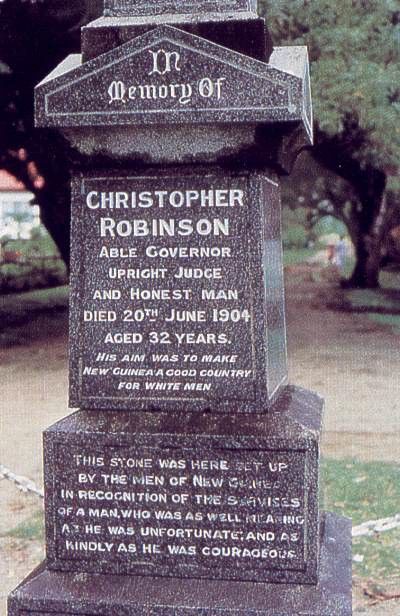 In
Memory Of
CHRISTOPHER
ROBINSON
ABLE GOVERNOR
UPRIGHT JUDGE
AND HONEST MAN
DIED 20TH JUNE 1904
AGED 32 YEARS.
HIS AIM WAS TO MAKE
NEW GUINEA A GOOD COUNTRY
FOR WHITE MEN
THIS STONE WAS HERE SET UP
BY THE MEN OF NEW GUINEA
IN RECOGNITION OF THE SERVISES
OF A MAN, WHO WAS AS WELL MEANING
AS HE WAS UNFORTUNATE, AND AS
KINDLY AS HE WAS COURAGEOUS